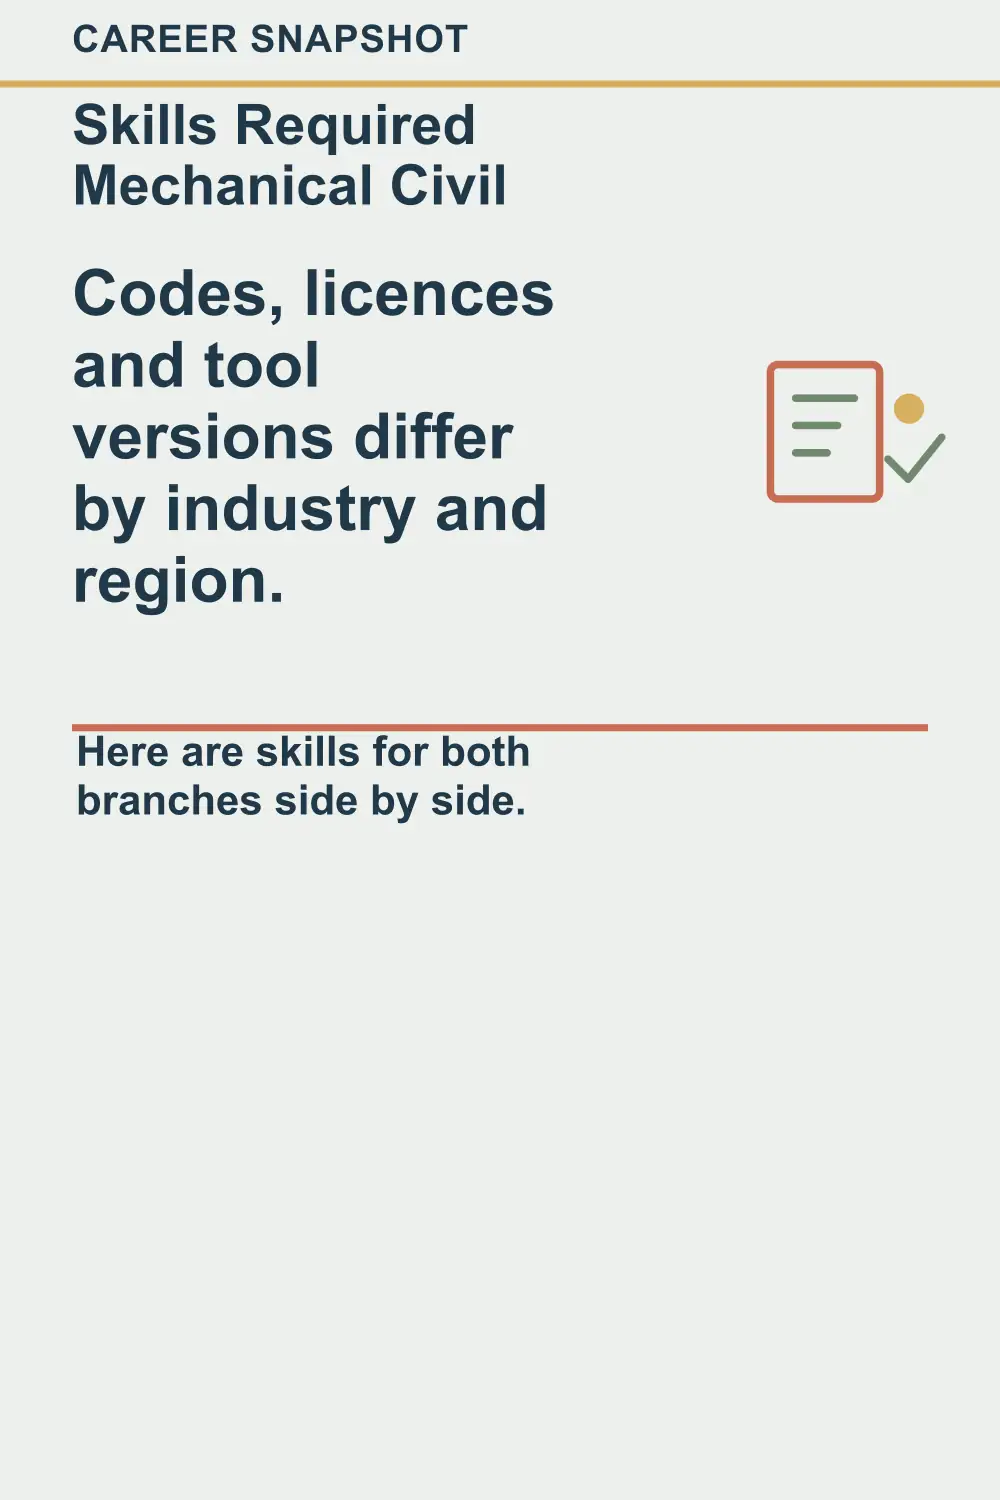 CAREER SNAPSHOT
Skills Required
Mechanical Civil
Codes, licences
and tool
versions differ
by industry and
region.
Here are skills for both
branches side by side.